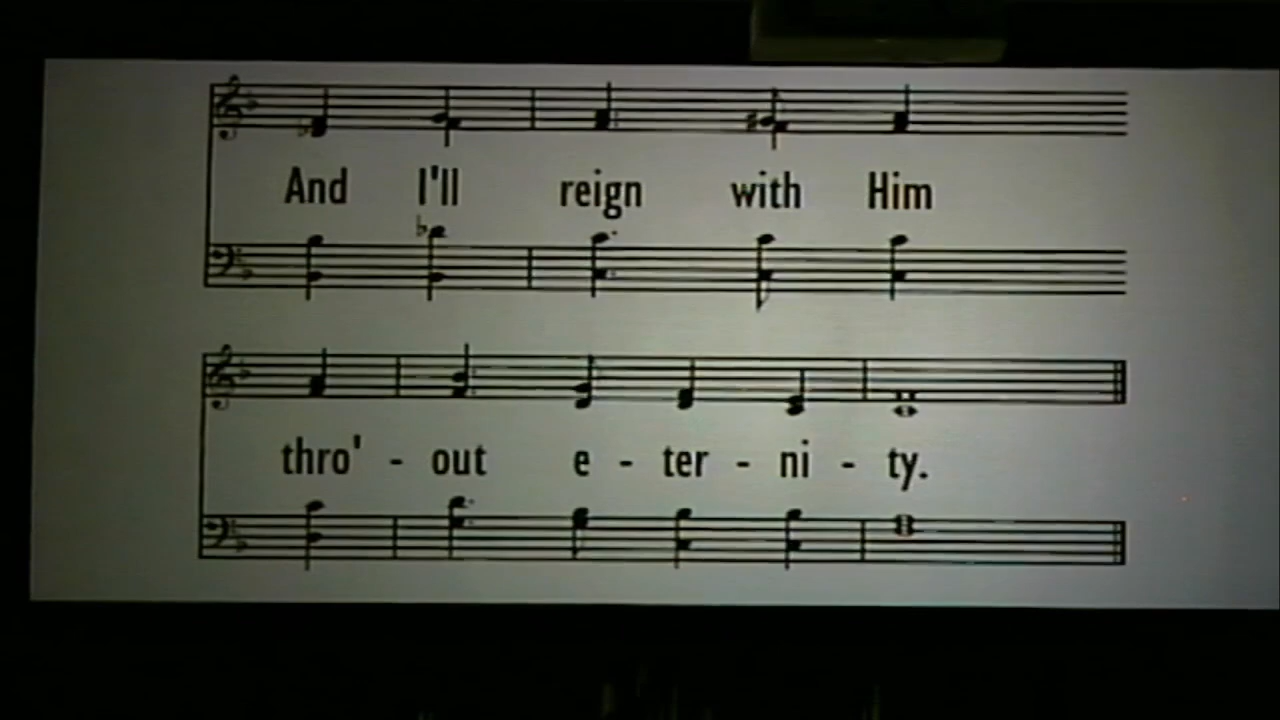 And I'll reign with Him
thro' - out e - ter - ni - ty.